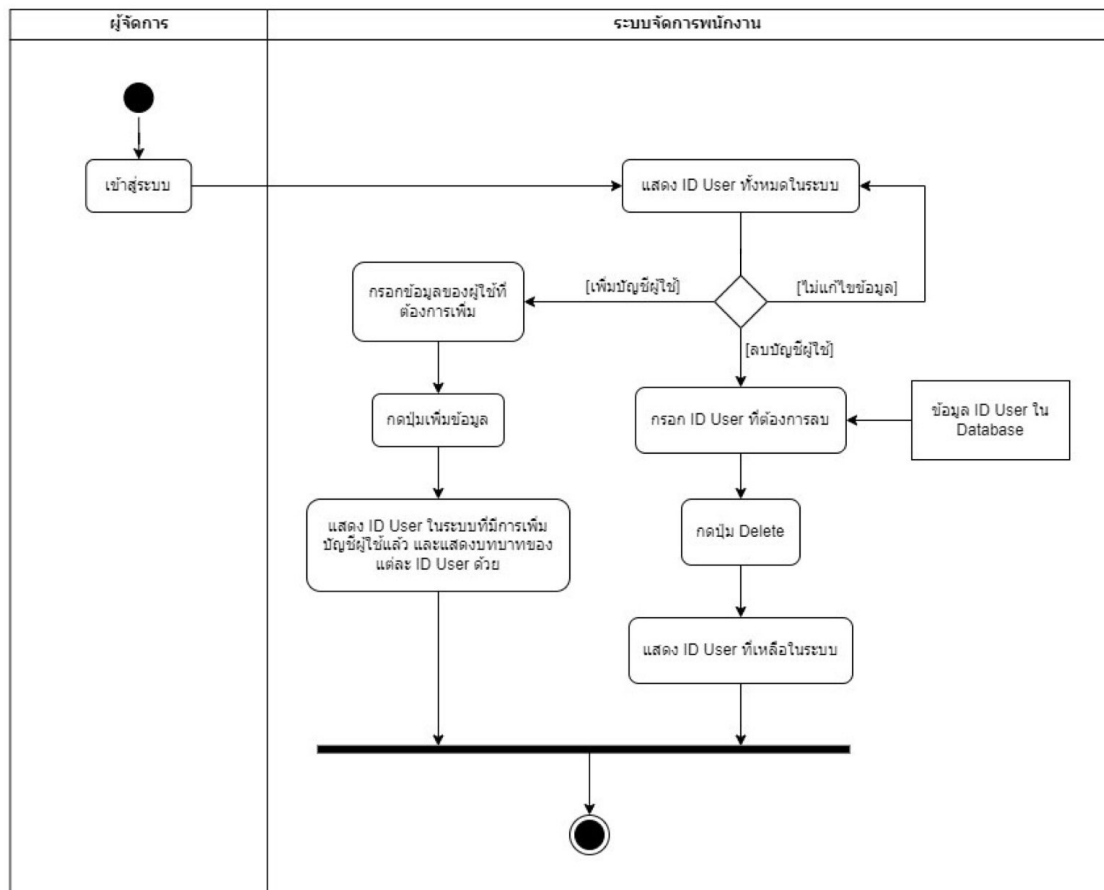 ผู้จัดการ
ระบบจัดการพนักงาน
เข้าสู่ระบบ
แสดง ID User ทั้งหมดในระบบ
[เพิ่มบัญชีผู้ใช้]
[ไม่แก้ไขข้อมูล]
กรอกข้อมูลของผู้ใช้ที่
ต้องการเพิ่ม
[ลบบัญชีผู้ใช้]
กดปุ่มเพิ่มข้อมูล
กรอก ID User ที่ต้องการลบ
ข้อมูล ID User ใน
Database
แสดง ID User ในระบบที่มีการเพิ่ม
บัญชีผู้ใช้แล้ว และแสดงบทบาทของ
แต่ละ ID User ด้วย
กดปุ่ม Delete
แสดง ID User ที่เหลือในระบบ